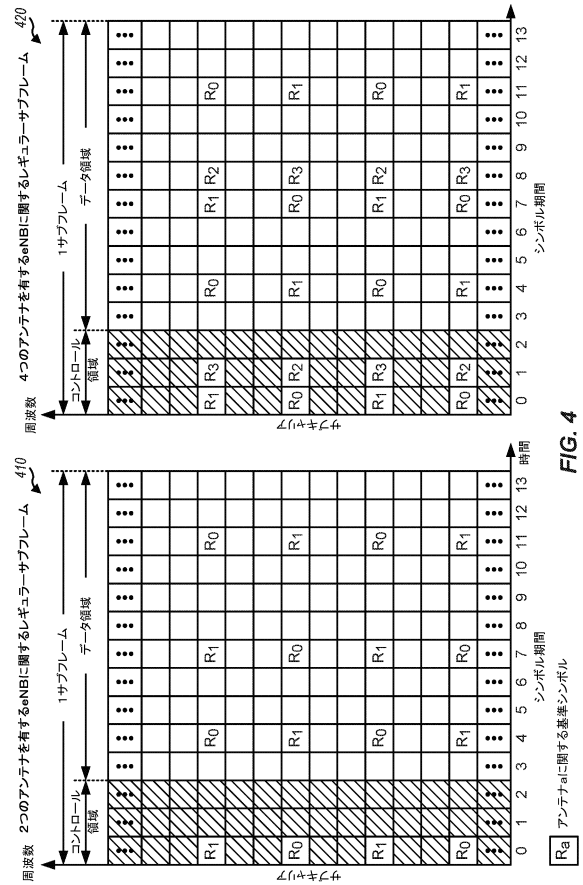 2つのアンテナを有するeNBに関するレギュラーサブフレーム
410
周波数
1サブフレーム
コントロール
領域
データ領域
サブキャリア
R1 R0 R1 R0
R0 R1 R0 R1
R1 R0 R1 R0
R0 R1 R0 R1
0 1 2 3 4 5 6 7 8 9 10 11 12 13
シンボル期間
時間
4つのアンテナを有するeNBに関するレギュラーサブフレーム
420
周波数
1サブフレーム
コントロール
領域
データ領域
サブキャリア
R1 R3 R0 R1 R2 R0
R0 R2 R1 R0 R3 R1
R1 R3 R0 R1 R2 R0
R0 R2 R1 R0 R3 R1
0 1 2 3 4 5 6 7 8 9 10 11 12 13
シンボル期間
Ra アンテナaに関する基準シンボル
FIG. 4